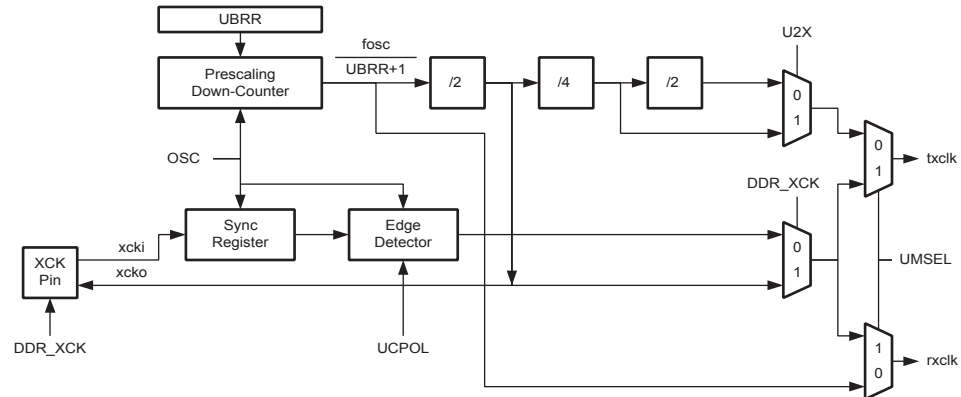 UBRR
U2X
fosc
UBRR+1
Prescaling
Down-Counter
/2
/4
/2
0
1
OSC
0
1
txclk
DDR_XCK
Sync
Register
Edge
Detector
xcki
0
1
XCK
Pin
xcko
UMSEL
DDR_XCK
UCPOL
1
0
rxclk